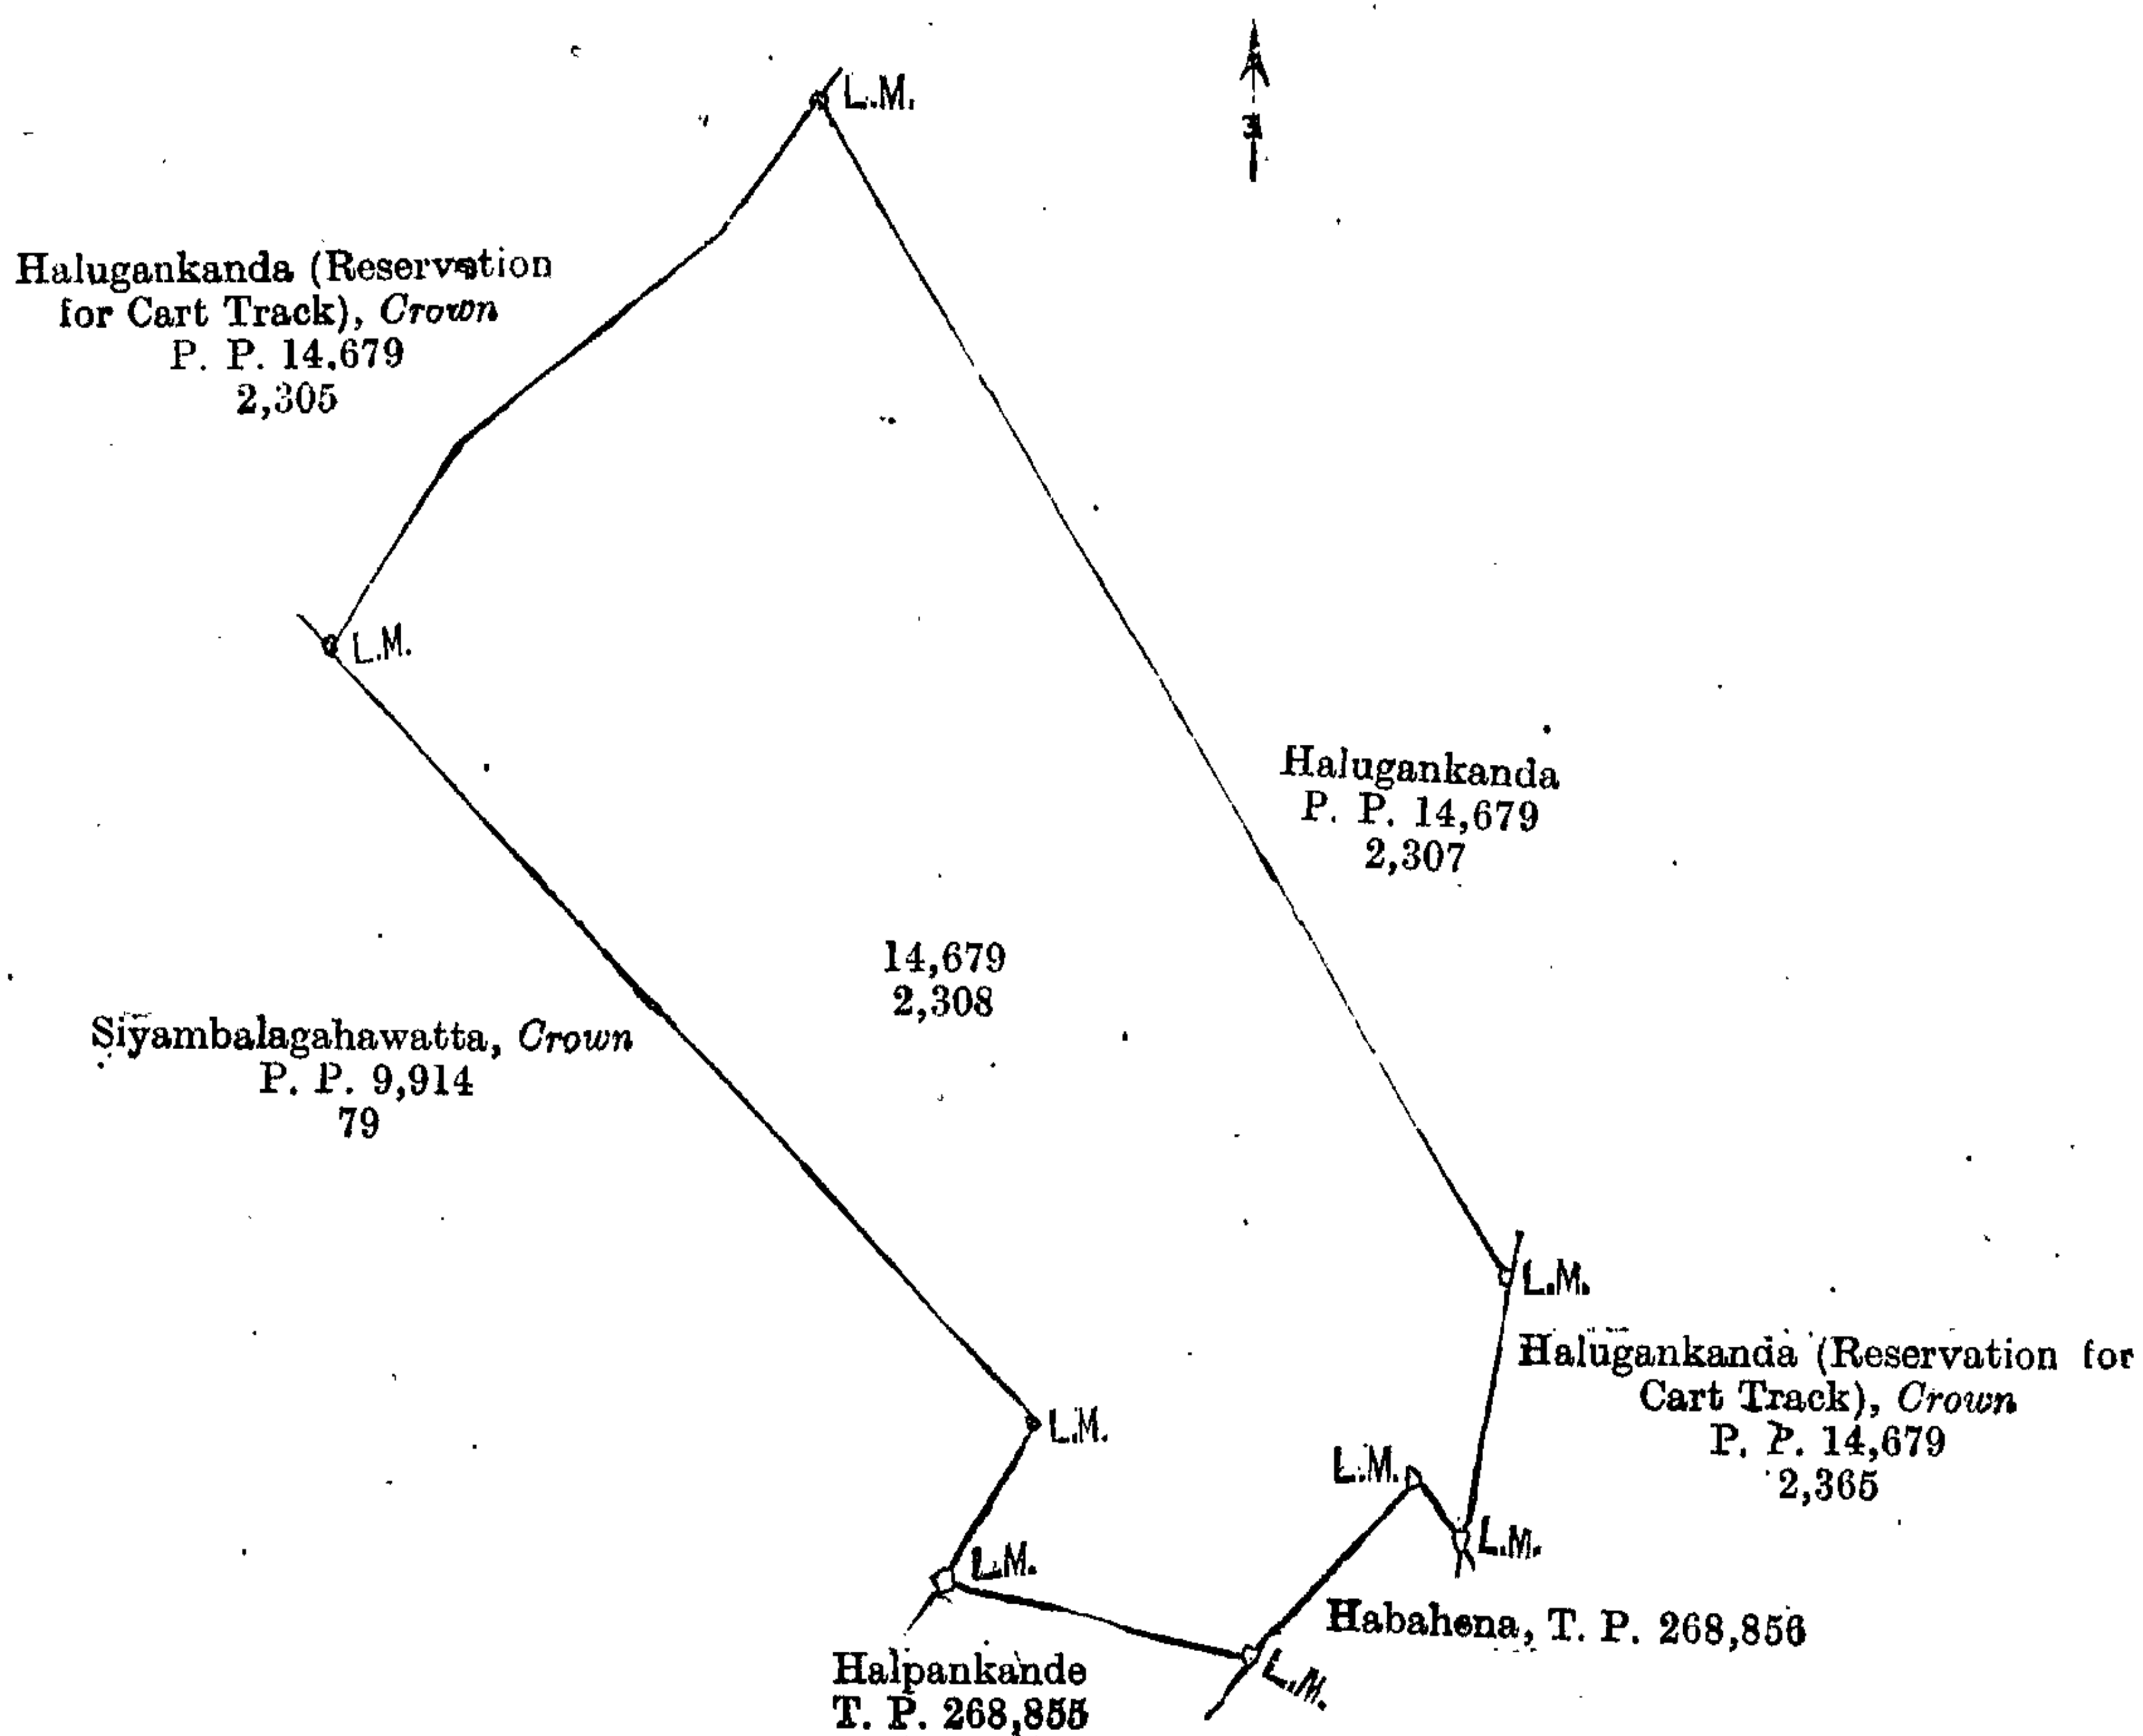 L.M.
Halugankanda (Reservation
for Cart Track), Crown
P. P. 14,679
2,305
L.M.
Halugankanda
P. P. 14,679
2,307
14,679
2,308
Siyambalagahawatta, Crown
P. P. 9,914
79
L.M.
Halugankanda (Reservation for
Cart Track), Crown
P. P. 14,679
2,365
L.M.
L.M.
L.M.
L.M.
Habahena, T. P. 268,856
L.M.
Halpankande
T. P. 268,855